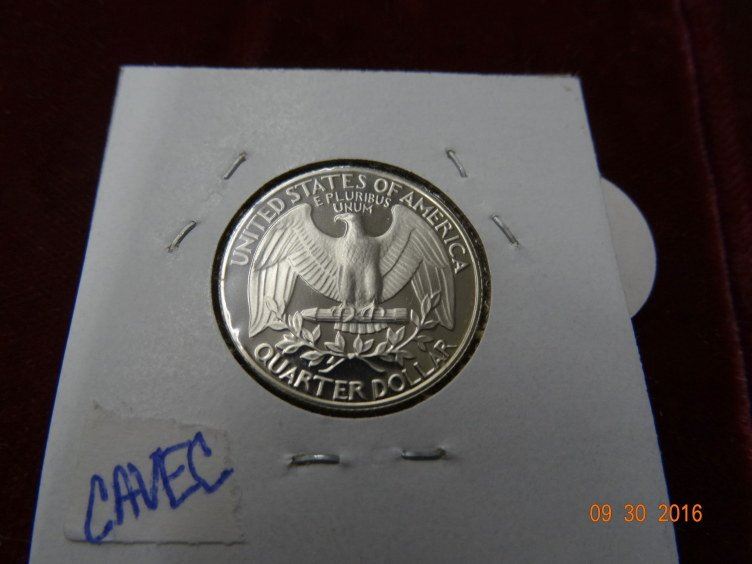 UNITED STATES OF AMERICA
E PLURIBUS
UNUM
QUARTER DOLLAR
CAVEC
09 30 2016